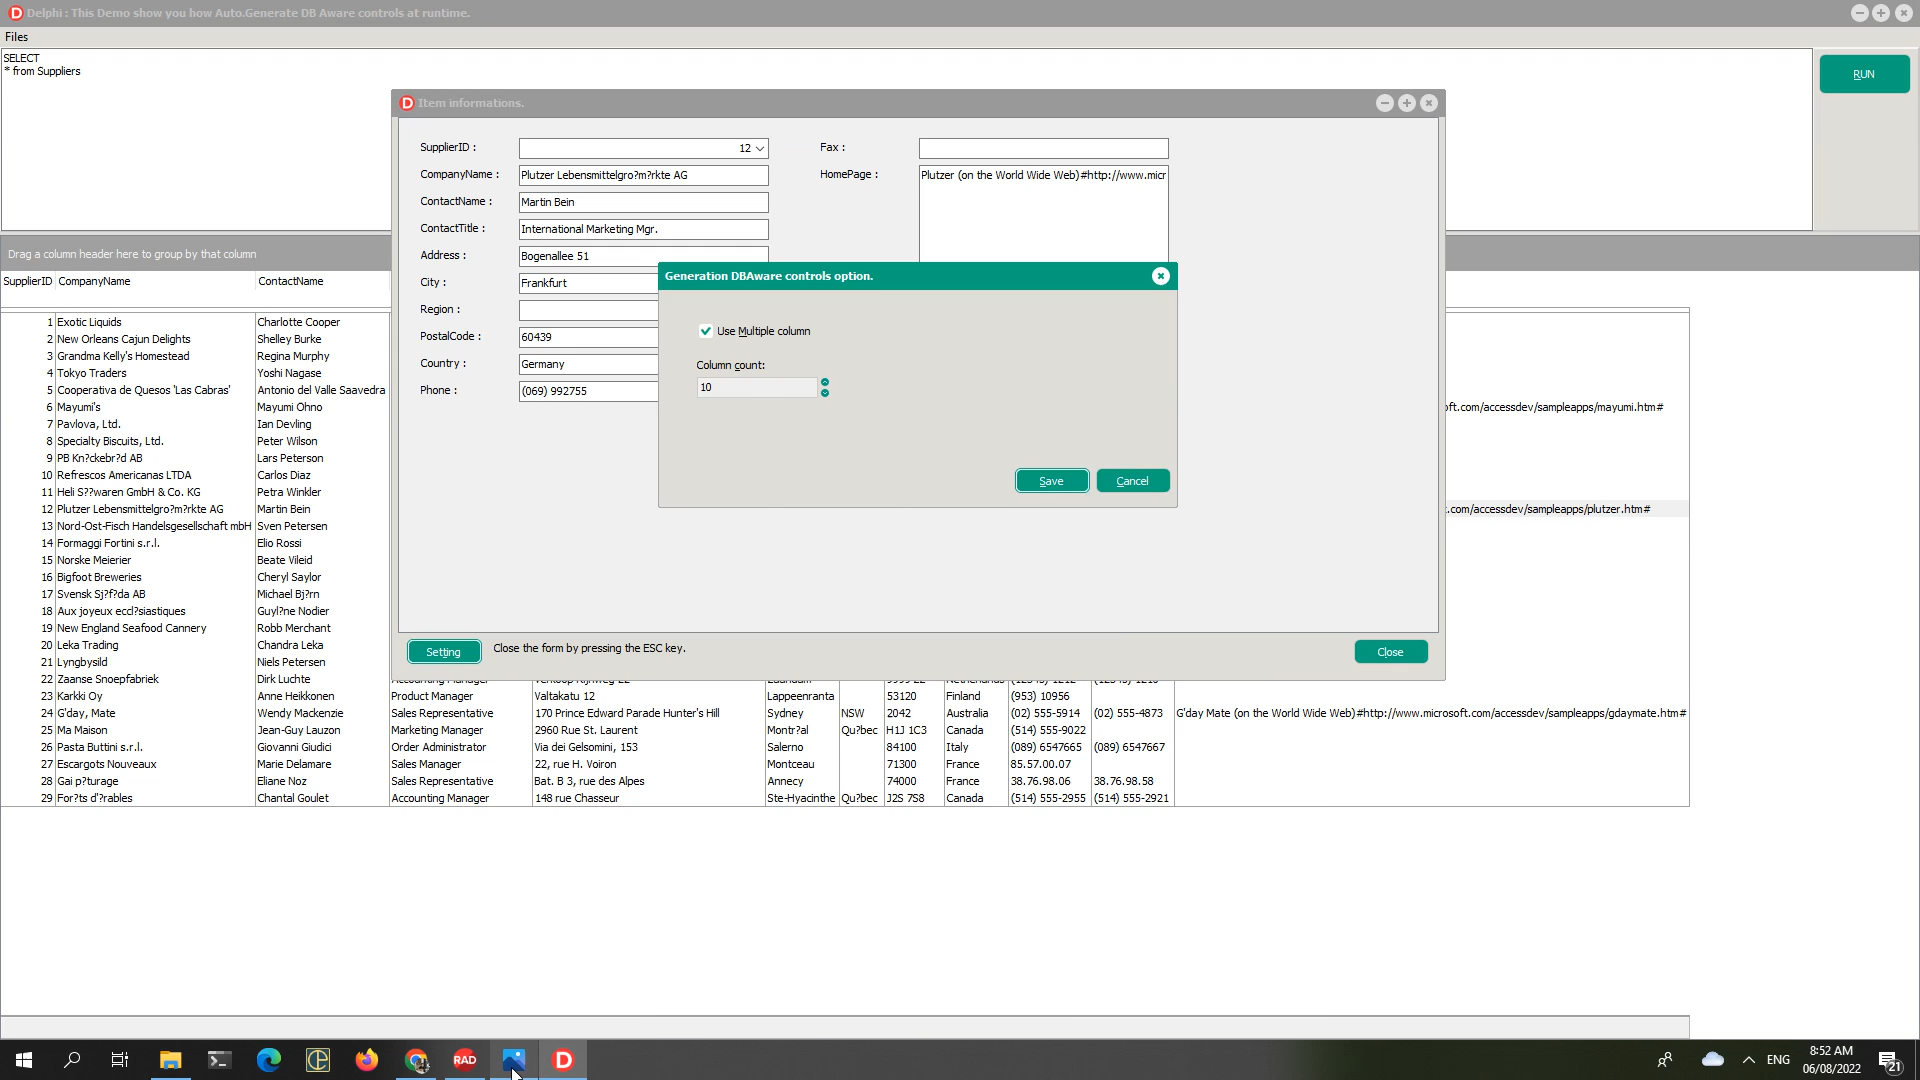 Delphi : This Demo show you how Auto.Generate DB Aware controls at runtime.
Files
SELECT
* from Suppliers
RUN
Item informations.
SupplierID : 12
CompanyName : Plutzer Lebensmittelgro?m?rkte AG
ContactName : Martin Bein
ContactTitle : International Marketing Mgr.
Address : Bogenallee 51
City : Frankfurt
Region :
PostalCode : 60439
Country : Germany
Phone : (069) 992755
Fax :
HomePage : Plutzer (on the World Wide Web)#http://www.micr
Generation DBAware controls option.
Use Multiple column
Column count:
10
Save Cancel
Setting Close the form by pressing the ESC key. Close
Drag a column header here to group by that column
SupplierID CompanyName ContactName
1 Exotic Liquids Charlotte Cooper
2 New Orleans Cajun Delights Shelley Burke
3 Grandma Kelly's Homestead Regina Murphy
4 Tokyo Traders Yoshi Nagase
5 Cooperativa de Quesos 'Las Cabras' Antonio del Valle Saavedra
6 Mayumi's Mayumi Ohno oft.com/accessdev/sampleapps/mayumi.htm#
7 Pavlova, Ltd. Ian Devling
8 Specialty Biscuits, Ltd. Peter Wilson
9 PB Kn?ckebr?d AB Lars Peterson
10 Refrescos Americanas LTDA Carlos Diaz
11 Heli S??waren GmbH & Co. KG Petra Winkler
12 Plutzer Lebensmittelgro?m?rkte AG Martin Bein .com/accessdev/sampleapps/plutzer.htm#
13 Nord-Ost-Fisch Handelsgesellschaft mbH Sven Petersen
14 Formaggi Fortini s.r.l. Elio Rossi
15 Norske Meierier Beate Vileid
16 Bigfoot Breweries Cheryl Saylor
17 Svensk Sj?f?da AB Michael Bj?rn
18 Aux joyeux eccl?siastiques Guyl?ne Nodier
19 New England Seafood Cannery Robb Merchant
20 Leka Trading Chandra Leka
21 Lyngbysild Niels Petersen
22 Zaanse Snoepfabriek Dirk Luchte
23 Karkki Oy Anne Heikkonen Product Manager Valtakatu 12 Lappeenranta 53120 Finland (953) 10956
24 G'day, Mate Wendy Mackenzie Sales Representative 170 Prince Edward Parade Hunter's Hill Sydney NSW 2042 Australia (02) 555-5914 (02) 555-4873 G'day Mate (on the World Wide Web)#http://www.microsoft.com/accessdev/sampleapps/gdaymate.htm#
25 Ma Maison Jean-Guy Lauzon Marketing Manager 2960 Rue St. Laurent Montr?al Qu?bec H1J 1C3 Canada (514) 555-9022
26 Pasta Buttini s.r.l. Giovanni Giudici Order Administrator Via dei Gelsomini, 153 Salerno 84100 Italy (089) 6547665 (089) 6547667
27 Escargots Nouveaux Marie Delamare Sales Manager 22, rue H. Voiron Montceau 71300 France 85.57.00.07
28 Gai p?turage Eliane Noz Sales Representative Bat. B 3, rue des Alpes Annecy 74000 France 38.76.98.06 38.76.98.58
29 For?ts d'?rables Chantal Goulet Accounting Manager 148 rue Chasseur Ste-Hyacinthe Qu?bec J2S 7S8 Canada (514) 555-2955 (514) 555-2921
RAD
D
ENG
8:52 AM
06/08/2022
21